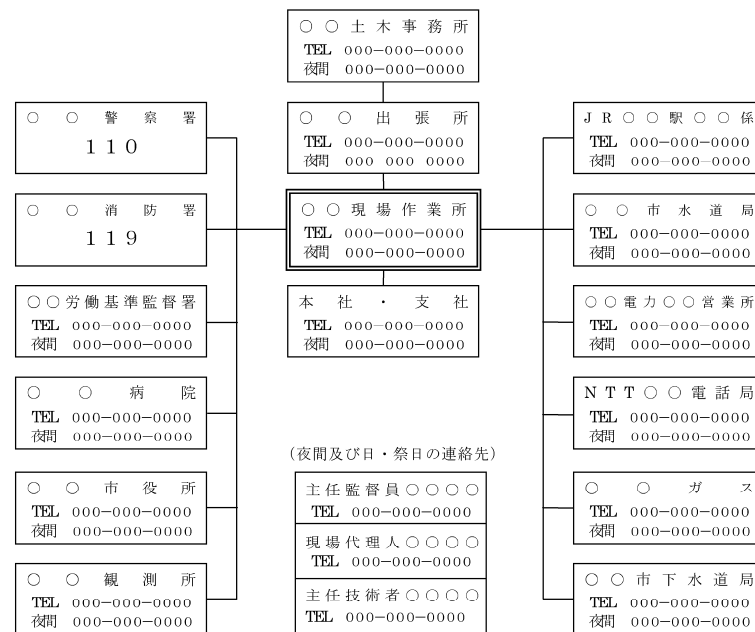 ○○土木事務所
TEL 000-000-0000
夜間 000-000-0000
○○出張所
TEL 000-000-0000
夜間 000 000 0000
○○現場作業所
TEL 000-000-0000
夜間 000-000-0000
本社・支社
TEL 000-000-0000
夜間 000-000-0000
○○警察署
110
○○消防署
119
○○労働基準監督署
TEL 000-000-0000
夜間 000-000-0000
○○病院
TEL 000-000-0000
夜間 000-000-0000
○○市役所
TEL 000-000-0000
夜間 000-000-0000
○○観測所
TEL 000-000-0000
夜間 000-000-0000
JR○○駅○○係
TEL 000-000-0000
夜間 000-000-0000
○○市水道局
TEL 000-000-0000
夜間 000-000-0000
○○電力○○営業所
TEL 000-000-0000
夜間 000-000-0000
NTT○○電話局
TEL 000-000-0000
夜間 000-000-0000
○○ガス
TEL 000-000-0000
夜間 000-000-0000
○○市下水道局
TEL 000-000-0000
夜間 000-000-0000
(夜間及び日・祭日の連絡先)
主任監督員○○○○
TEL 000-000-0000
現場代理人○○○○
TEL 000-000-0000
主任技術者○○○○
TEL 000-000-0000